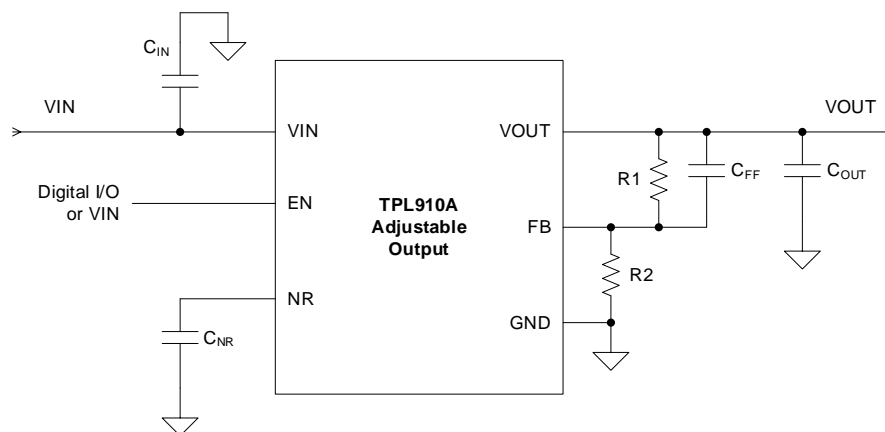 C_IN
VIN
VIN
VOUT
VOUT
R1
C_FF
C_OUT
Digital I/O
or VIN
EN
TPL910A
Adjustable
Output
FB
R2
NR
C_NR
GND